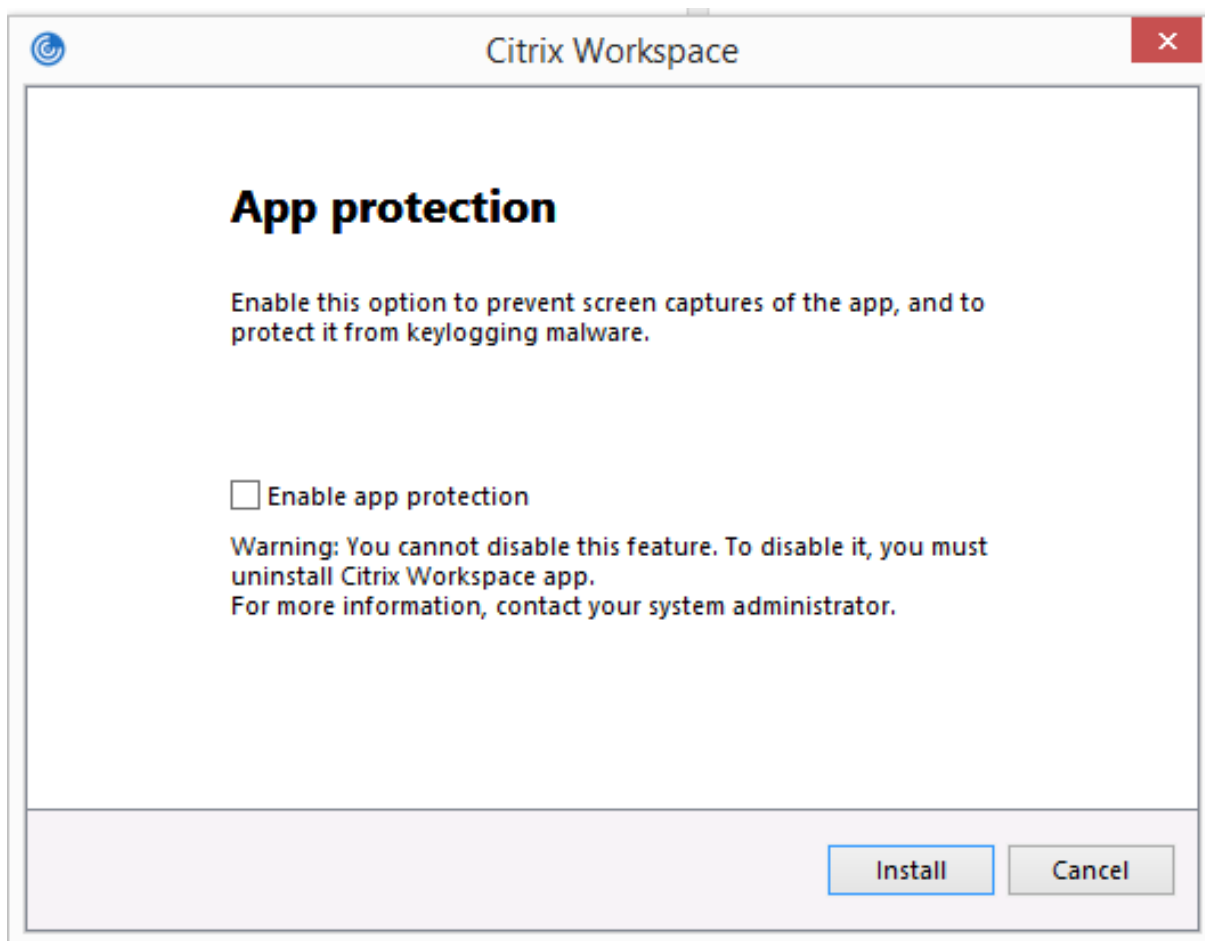 Citrix Workspace
App protection
Enable this option to prevent screen captures of the app, and to
protect it from keylogging malware.
Enable app protection
Warning: You cannot disable this feature. To disable it, you must
uninstall Citrix Workspace app.
For more information, contact your system administrator.
Install
Cancel